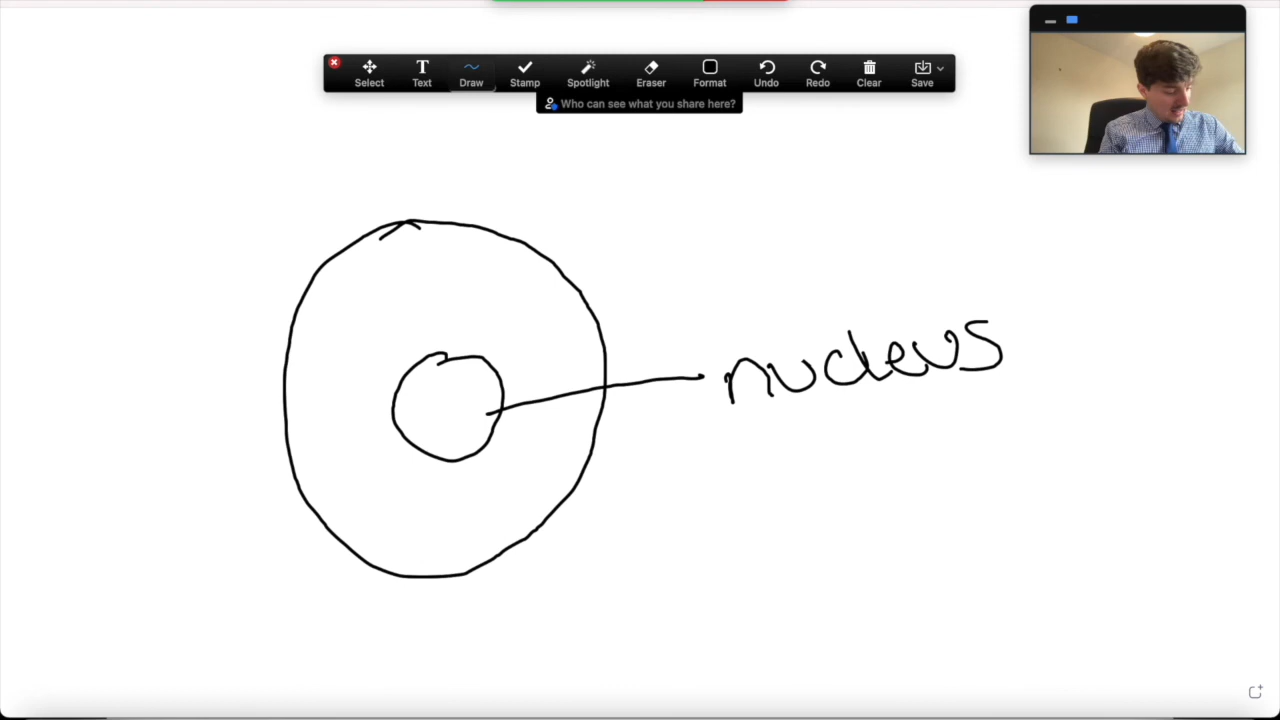 Select Text Draw Stamp Spotlight Eraser Format Undo Redo Clear Save
Who can see what you share here?
nucleus